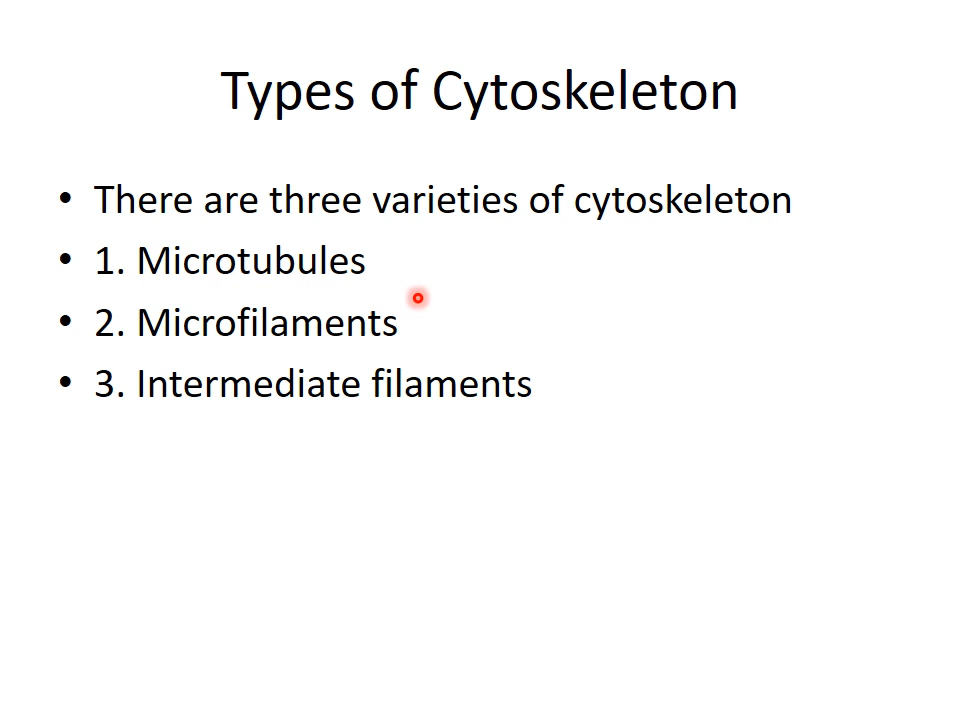 Types of Cytoskeleton
• There are three varieties of cytoskeleton
• 1. Microtubules
• 2. Microfilaments
• 3. Intermediate filaments